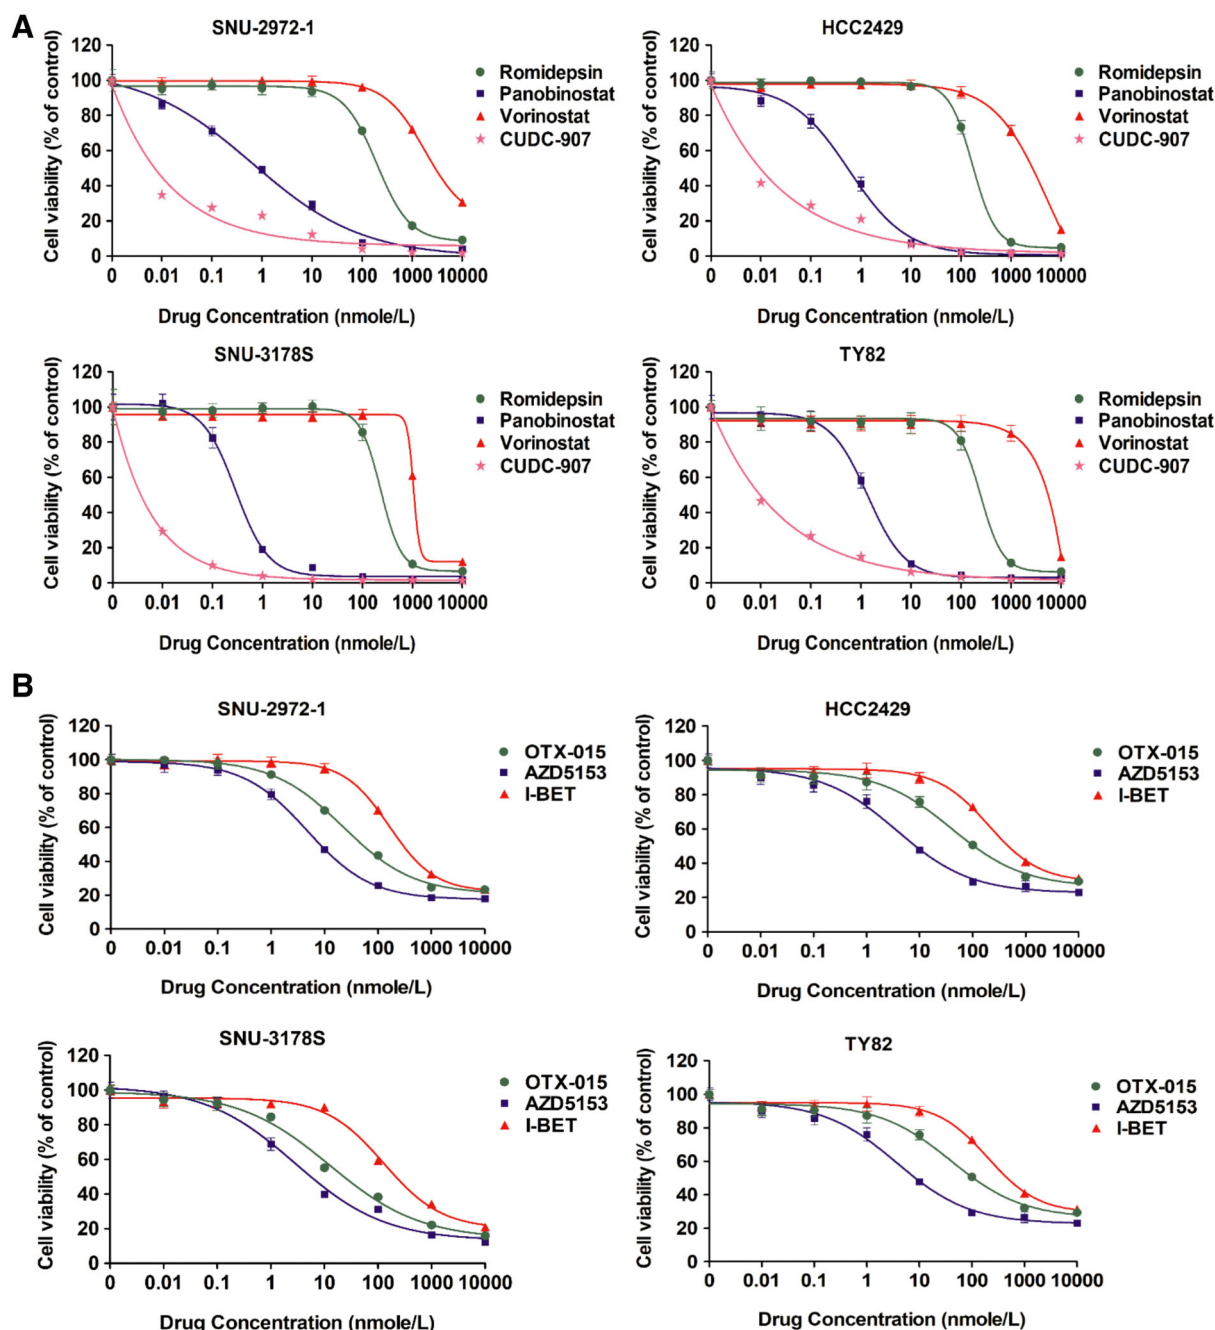 A
SNU-2972-1
Cell viability (% of control)
120
100
80
60
40
20
0
0 0.01 0.1 1 10 100 1000 10000
Drug Concentration (nmole/L)
Romidepsin
Panobinostat
Vorinostat
CUDC-907
HCC2429
Cell viability (% of control)
120
100
80
60
40
20
0
0 0.01 0.1 1 10 100 1000 10000
Drug Concentration (nmole/L)
Romidepsin
Panobinostat
Vorinostat
CUDC-907
SNU-3178S
Cell viability (% of control)
120
100
80
60
40
20
0
0 0.01 0.1 1 10 100 1000 10000
Drug Concentration (nmole/L)
Romidepsin
Panobinostat
Vorinostat
CUDC-907
TY82
Cell viability (% of control)
120
100
80
60
40
20
0
0 0.01 0.1 1 10 100 1000 10000
Drug Concentration (nmole/L)
Romidepsin
Panobinostat
Vorinostat
CUDC-907
B
SNU-2972-1
Cell viability (% of control)
120
100
80
60
40
20
0
0 0.01 0.1 1 10 100 1000 10000
Drug Concentration (nmole/L)
OTX-015
AZD5153
I-BET
HCC2429
Cell viability (% of control)
120
100
80
60
40
20
0
0 0.01 0.1 1 10 100 1000 10000
Drug Concentration (nmole/L)
OTX-015
AZD5153
I-BET
SNU-3178S
Cell viability (% of control)
120
100
80
60
40
20
0
0 0.01 0.1 1 10 100 1000 10000
Drug Concentration (nmole/L)
OTX-015
AZD5153
I-BET
TY82
Cell viability (% of control)
120
100
80
60
40
20
0
0 0.01 0.1 1 10 100 1000 10000
Drug Concentration (nmole/L)
OTX-015
AZD5153
I-BET